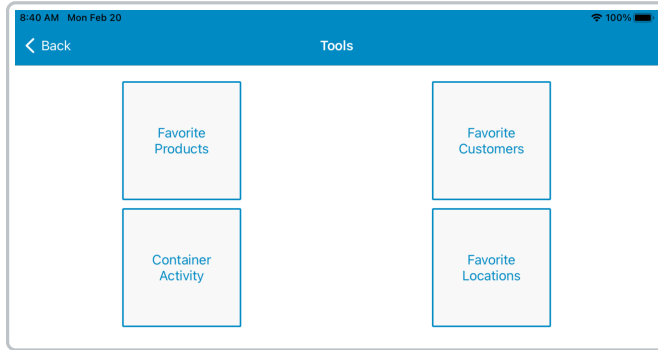 8:40 AM Mon Feb 20
100%
Back
Tools
Favorite
Products
Favorite
Customers
Container
Activity
Favorite
Locations